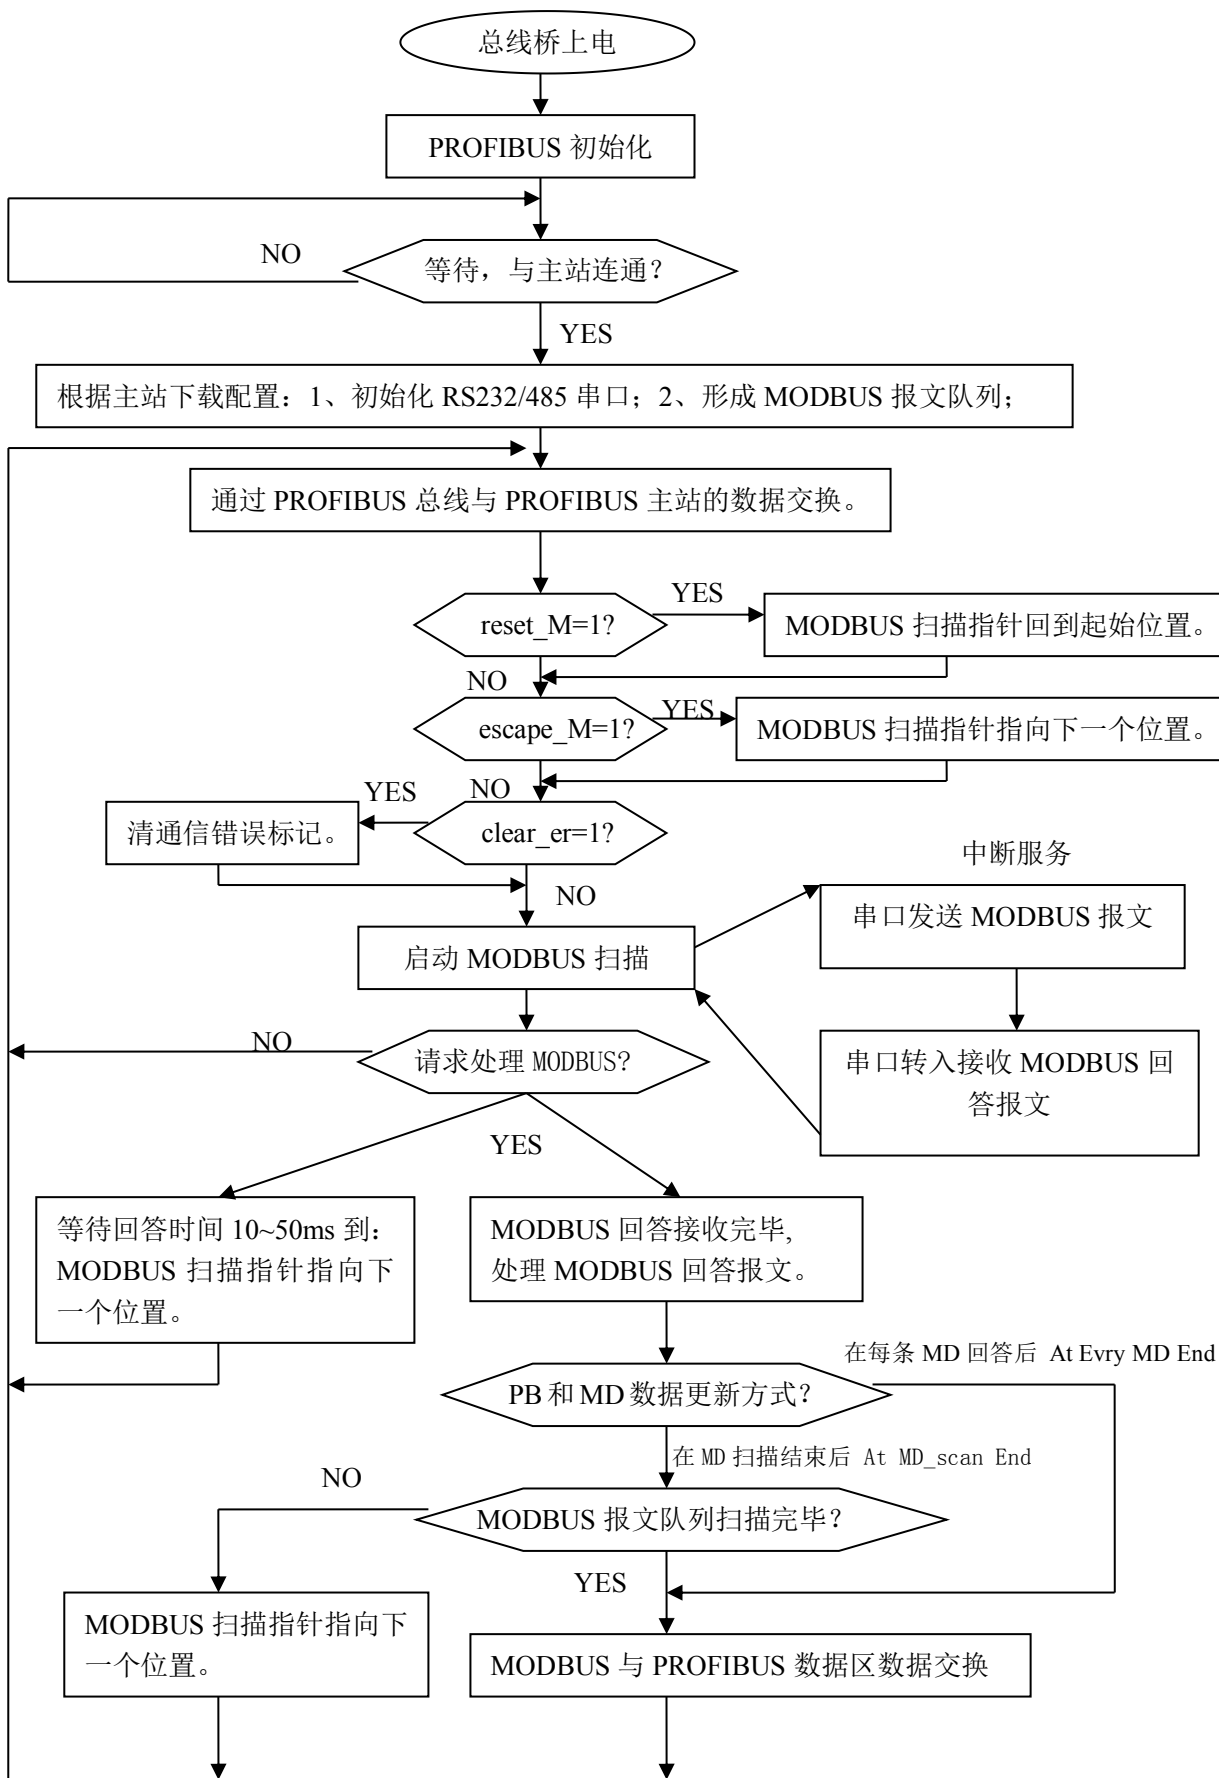 总线桥上电
PROFIBUS 初始化
NO
等待，与主站连通？
YES
根据主站下载配置：1、初始化 RS232/485 串口；2、形成 MODBUS 报文队列；
通过 PROFIBUS 总线与 PROFIBUS 主站的数据交换。
reset_M=1?
YES
MODBUS 扫描指针回到起始位置。
NO
escape_M=1?
YES
MODBUS 扫描指针指向下一个位置。
NO
YES
清通信错误标记。
clear_er=1?
NO
中断服务
串口发送 MODBUS 报文
启动 MODBUS 扫描
NO
请求处理 MODBUS?
串口转入接收 MODBUS 回
答报文
YES
等待回答时间 10~50ms 到：
MODBUS 扫描指针指向下
一个位置。
MODBUS 回答接收完毕,
处理 MODBUS 回答报文。
在每条 MD 回答后 At Evry MD End
PB 和 MD 数据更新方式？
在 MD 扫描结束后 At MD_scan End
NO
MODBUS 报文队列扫描完毕？
YES
MODBUS 扫描指针指向下
一个位置。
MODBUS 与 PROFIBUS 数据区数据交换